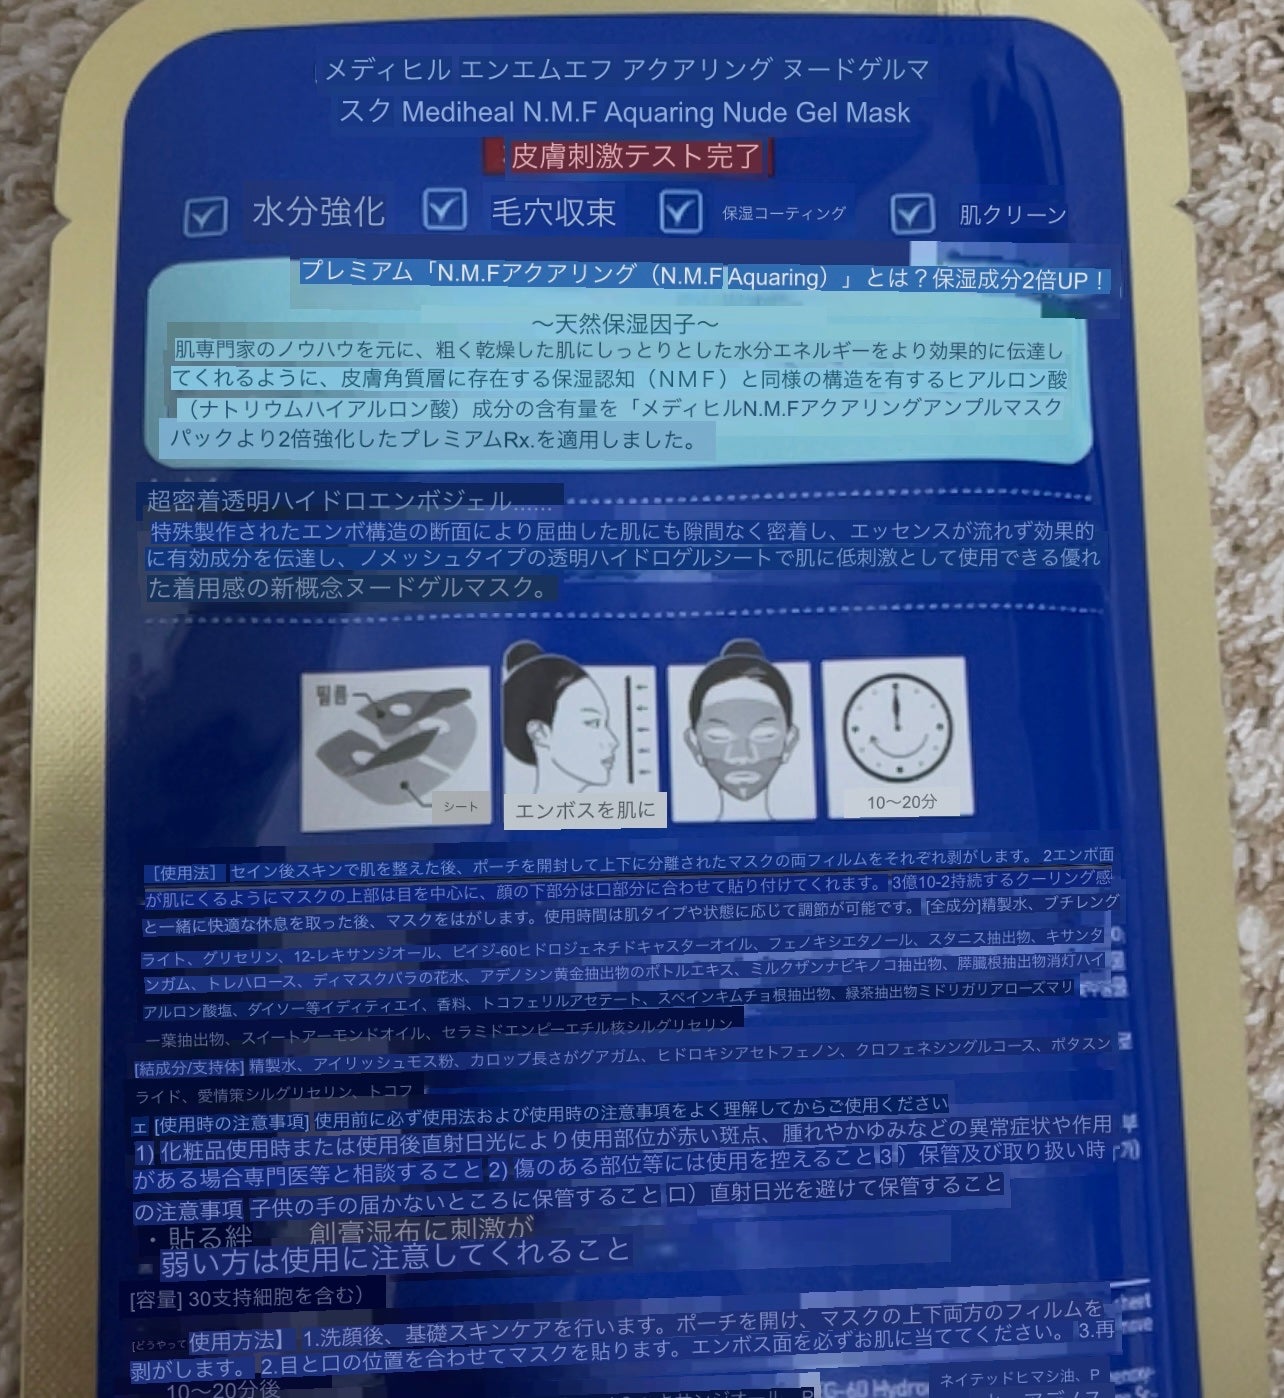 メディヒル エンエムエフ アクアリング ヌードゲルマ
スク Mediheal N.M.F Aquaring Nude Gel Mask
皮膚刺激テスト完了
水分強化 毛穴収束 保湿コーティング 肌クリーン
プレミアム「N.M.Fアクアリング（N.M.F Aquaring）」とは？保湿成分2倍UP！
～天然保湿因子～
肌専門家のノウハウを元に、粗く乾燥した肌にしっとりとした水分エネルギーをより効果的に伝達し
てくれるように、皮膚角質層に存在する保湿認知（ＮＭＦ）と同様の構造を有するヒアルロン酸
（ナトリウムハイアルロン酸）成分の含有量を「メディヒルN.M.Fアクアリングアンプルマスク
パックより2倍強化したプレミアムRx.を適用しました。
超密着透明ハイドロエンボジェル......
特殊製作されたエンボ構造の断面により屈曲した肌にも隙間なく密着し、エッセンスが流れず効果的
に有効成分を伝達し、ノメッシュタイプの透明ハイドロゲルシートで肌に低刺激として使用できる優れ
た着用感の新概念ヌードゲルマスク。
필름
シート
エンボスを肌に
10～20分
［使用法］ セイン後スキンで肌を整えた後、ポーチを開封して上下に分離されたマスクの両フィルムをそれぞれ剥がします。 2エンボ面
が肌にくるようにマスクの上部は目を中心に、顔の下部分は口部分に合わせて貼り付けてくれます。 3億10-2持続するクーリング感
と一緒に快適な休息を取った後、マスクをはがします。使用時間は肌タイプや状態に応じて調節が可能です。 [全成分]精製水、ブチレング
ライト、グリセリン、12-レキサンジオール、ピイジ-60ヒドロジェネチドキャスターオイル、フェノキシエタノール、スタニス抽出物、キサンタ
ンガム、トレハロース、ディマスクバラの花水、アデノシン黄金抽出物のボトルエキス、ミルクザンナビキノコ抽出物、膵臓根抽出物消灯ハイ
アルロン酸塩、ダイソー等イディティエイ、香料、トコフェリルアセテート、スペインキムチョ根抽出物、緑茶抽出物ミドリガリアローズマリ
ー葉抽出物、スイートアーモンドオイル、セラミドエンピーエチル核シルグリセリン
[結成分/支持体] 精製水、アイリッシュモス粉、カロップ長さがグアガム、ヒドロキシアセトフェノン、クロフェネシングルコース、ポタスン
ライド、愛情策シルグリセリン、トコフ
ェ [使用時の注意事項] 使用前に必ず使用法および使用時の注意事項をよく理解してからご使用ください
1) 化粧品使用時または使用後直射日光により使用部位が赤い斑点、腫れやかゆみなどの異常症状や作用
がある場合専門医等と相談すること 2) 傷のある部位等には使用を控えること 3）保管及び取り扱い時
の注意事項 子供の手の届かないところに保管すること ロ）直射日光を避けて保管すること
・貼る絆 創膏湿布に刺激が
弱い方は使用に注意してくれること
[容量] 30支持細胞を含む）
[どうやって 使用方法】 1.洗顔後、基礎スキンケアを行います。ポーチを開け、マスクの上下両方のフィルムを
剥がします。 2.目と口の位置を合わせてマスクを貼ります。エンボス面を必ずお肌に当ててください。 3.再
10～20分後
G-60 Hydro
ネイテッドヒマシ油、P